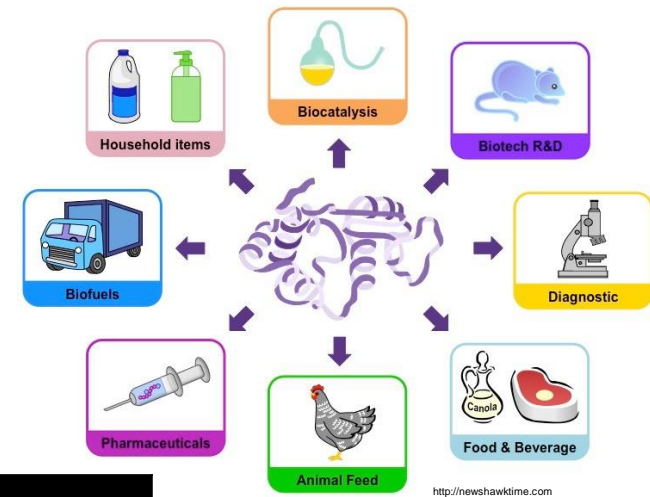 Biocatalysis
Household items
Biotech R&D
Biofuels
Diagnostic
Pharmaceuticals
Canola
Food & Beverage
Animal Feed
http://newshawktime.com